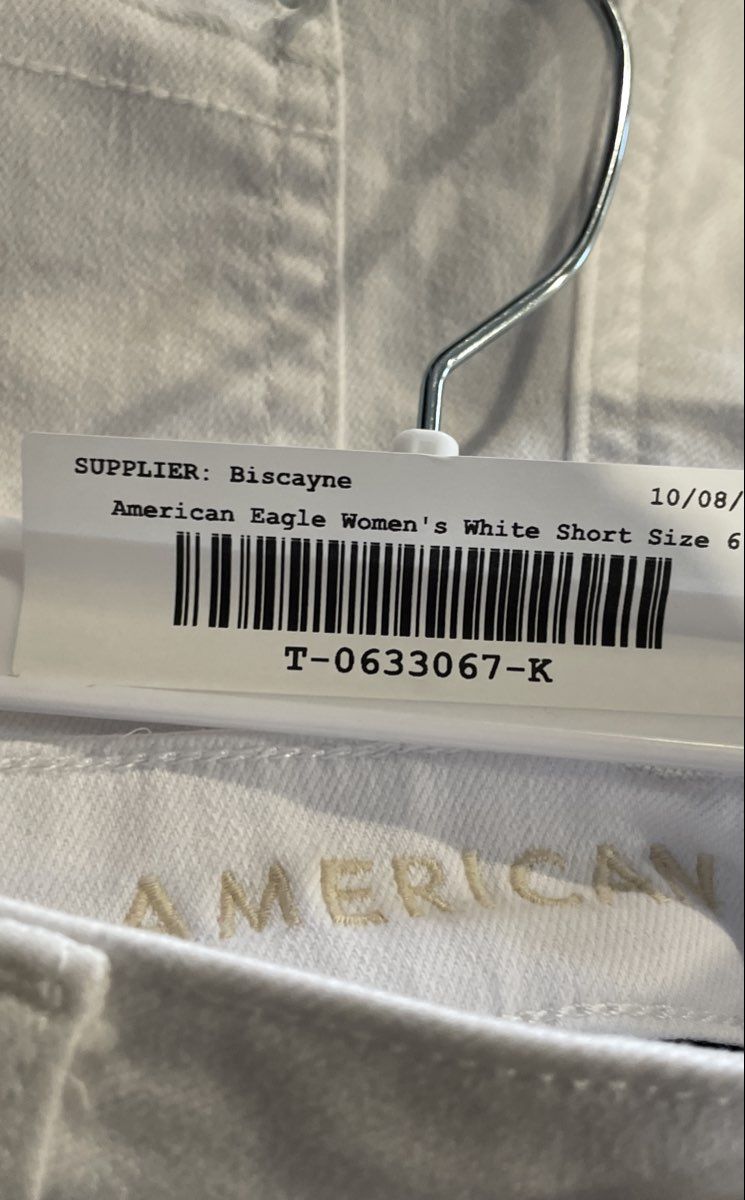 SUPPLIER: Biscayne
10/08/
American Eagle Women's White Short Size 6
T-0633067-K
AMERICAN